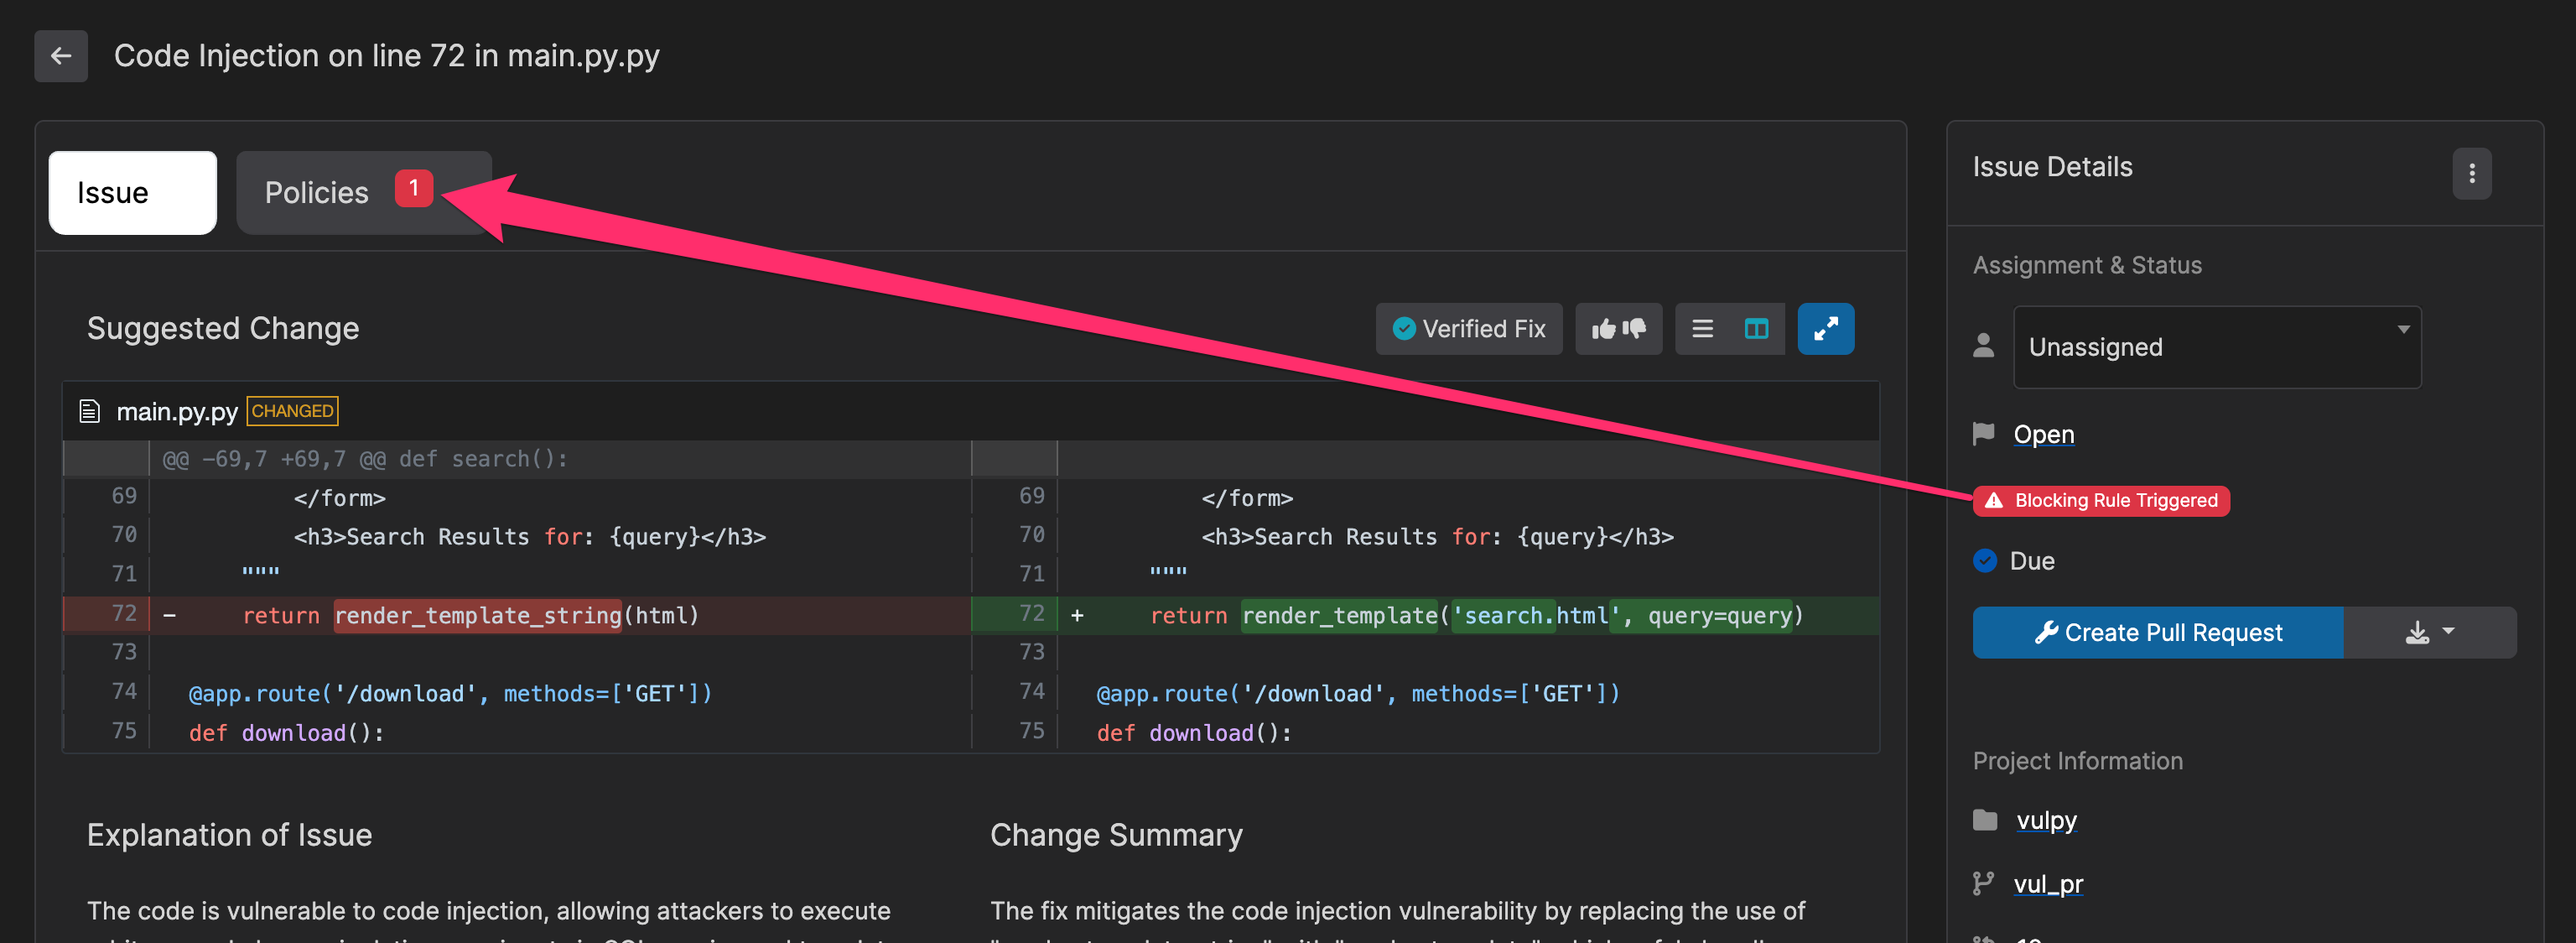 Code Injection on line 72 in main.py.py
Issue
Policies 1
Suggested Change
Verified Fix
main.py.py CHANGED
@@ -69,7 +69,7 @@ def search():
69 </form>
70 <h3>Search Results for: {query}</h3>
71 """
72 - return render_template_string(html)
73
74 @app.route('/download', methods=['GET'])
75 def download():
69 </form>
70 <h3>Search Results for: {query}</h3>
71 """
72 + return render_template('search.html', query=query)
73
74 @app.route('/download', methods=['GET'])
75 def download():
Explanation of Issue
The code is vulnerable to code injection, allowing attackers to execute
Change Summary
The fix mitigates the code injection vulnerability by replacing the use of
Issue Details
Assignment & Status
Unassigned
Open
Blocking Rule Triggered
Due
Create Pull Request
Project Information
vulpy
vul_pr